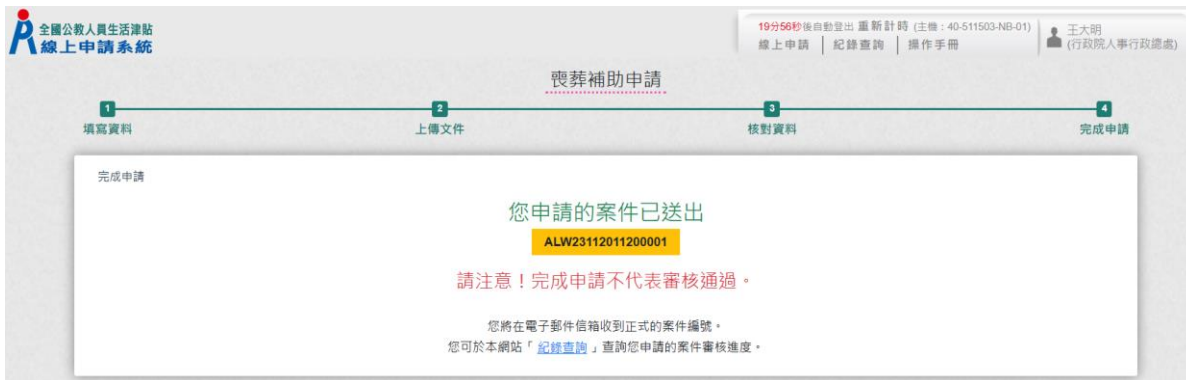 全國公教人員生活津貼
線上申請系統
19分56秒後自動登出 重新計時 (主機：40-511503-NB-01)
線上申請 │ 紀錄查詢 │ 操作手冊
王大明
(行政院人事行政總處)
喪葬補助申請
1
填寫資料
2
上傳文件
3
核對資料
4
完成申請
完成申請
您申請的案件已送出
ALW23112011200001
請注意！完成申請不代表審核通過。
您將在電子郵件信箱收到正式的案件編號。
您可於本網站「 紀錄查詢 」查詢您申請的案件審核進度。